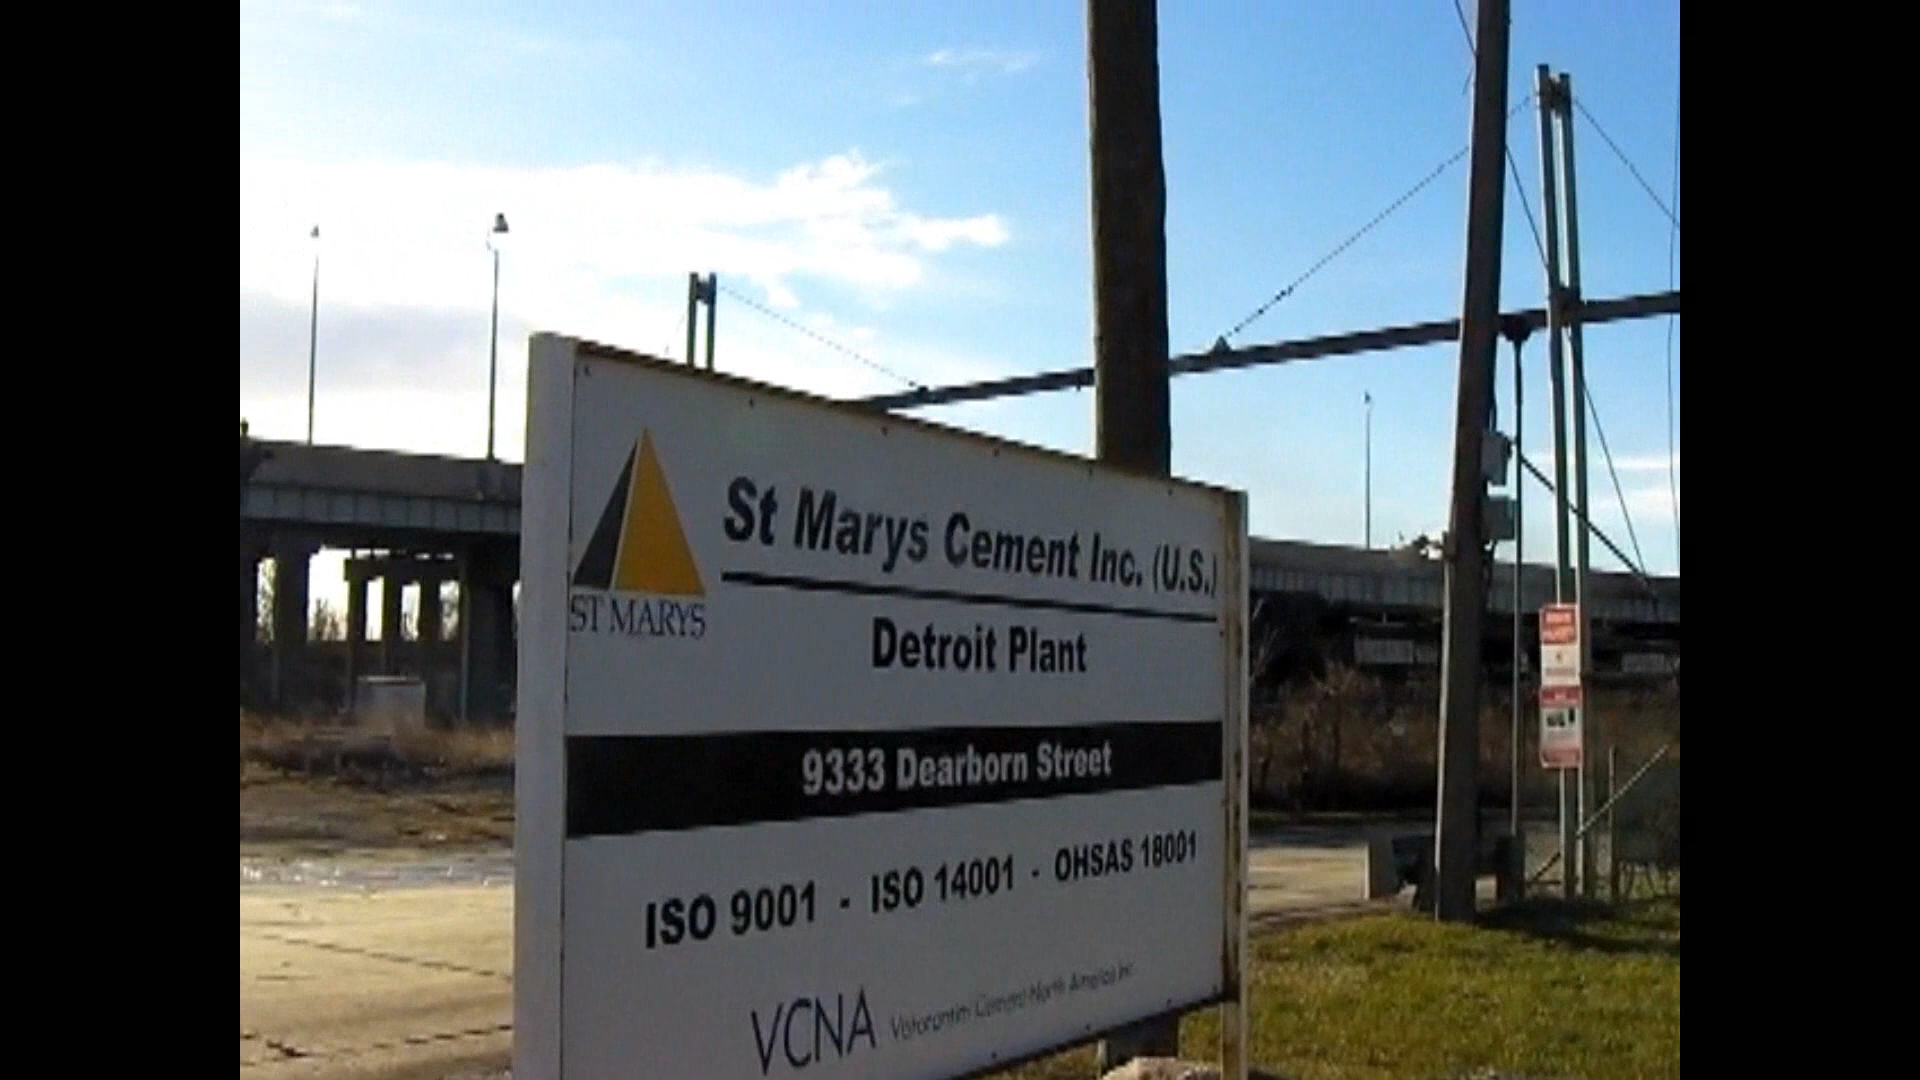 St Marys Cement Inc. (U.S.)
ST MARYS
Detroit Plant
9333 Dearborn Street
ISO 9001 - ISO 14001 - OHSAS 18001
VCNA Votorantim Cement North America Inc.